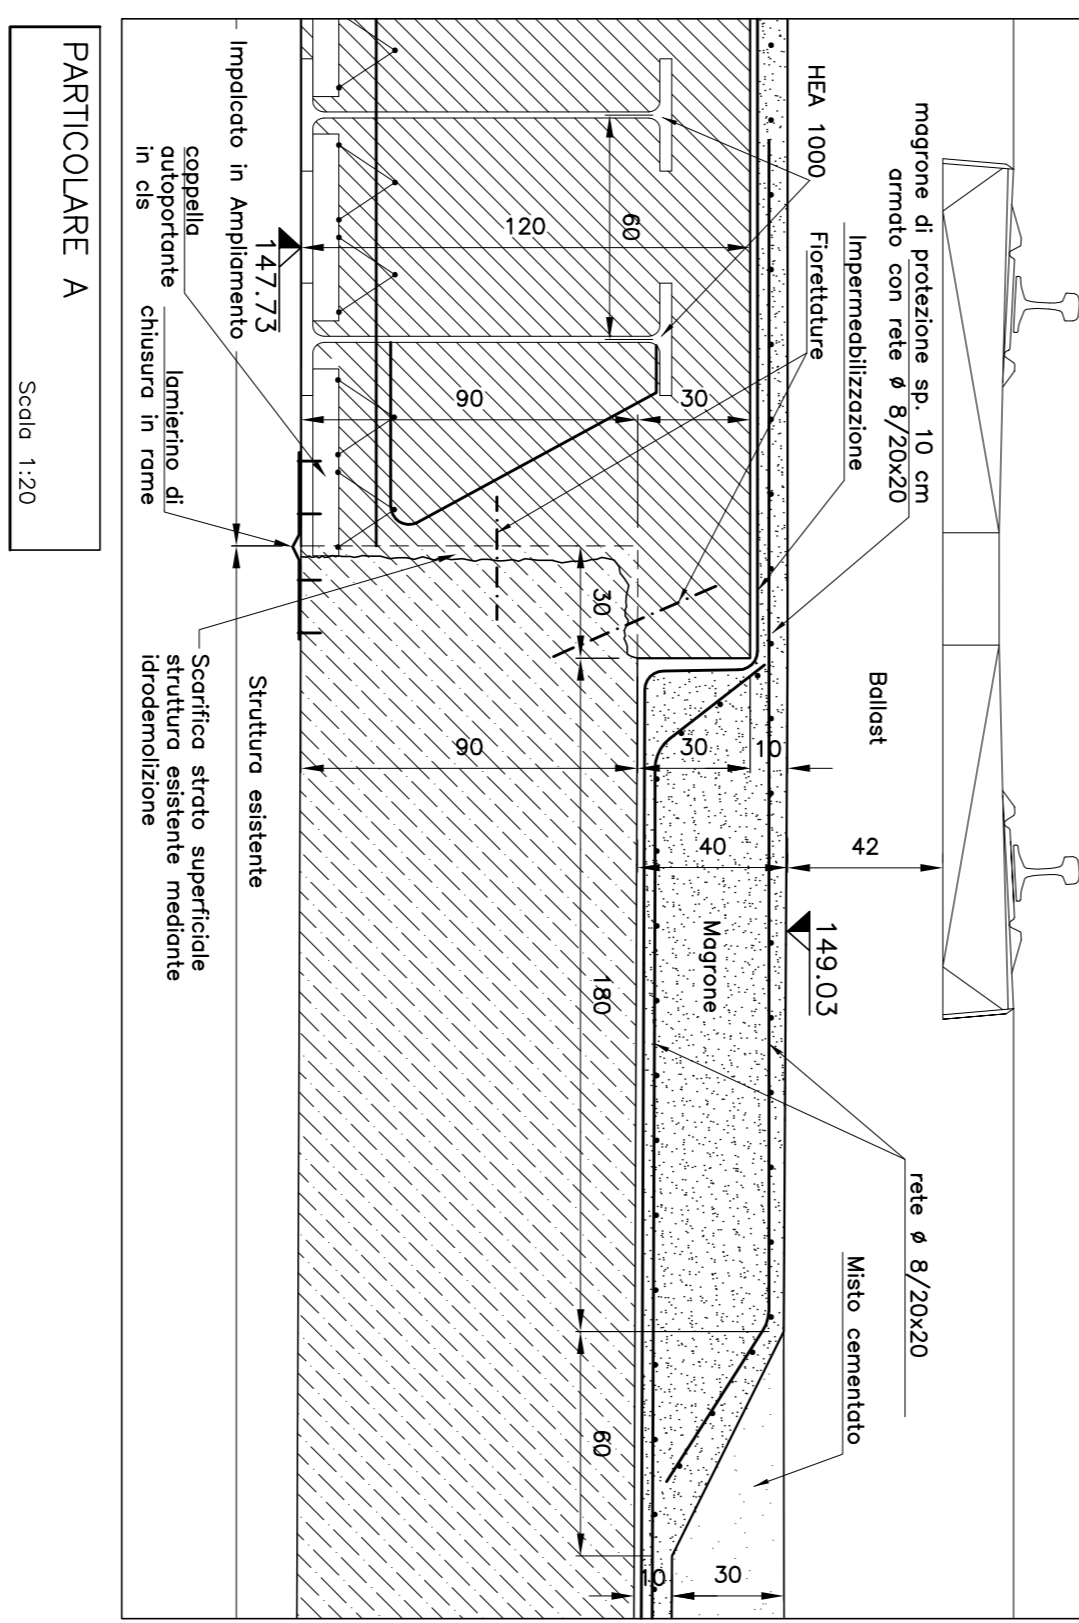 HEA 1000
magrone di protezione sp. 10 cm
armato con rete ø 8/20x20
Impermeabilizzazione
Fiorettature
Ballast
rete ø 8/20x20
Misto cementato
42
149.03
10
30
40
Magrone
30
10
60
120
90
30
30
180
60
90
147.73
Impalcato in Ampliamento
Struttura esistente
coppella
autoportante
in cls
lamierino di
chiusura in rame
Scarifica strato superficiale
struttura esistente mediante
idrodemolizione
PARTICOLARE A
Scala 1:20